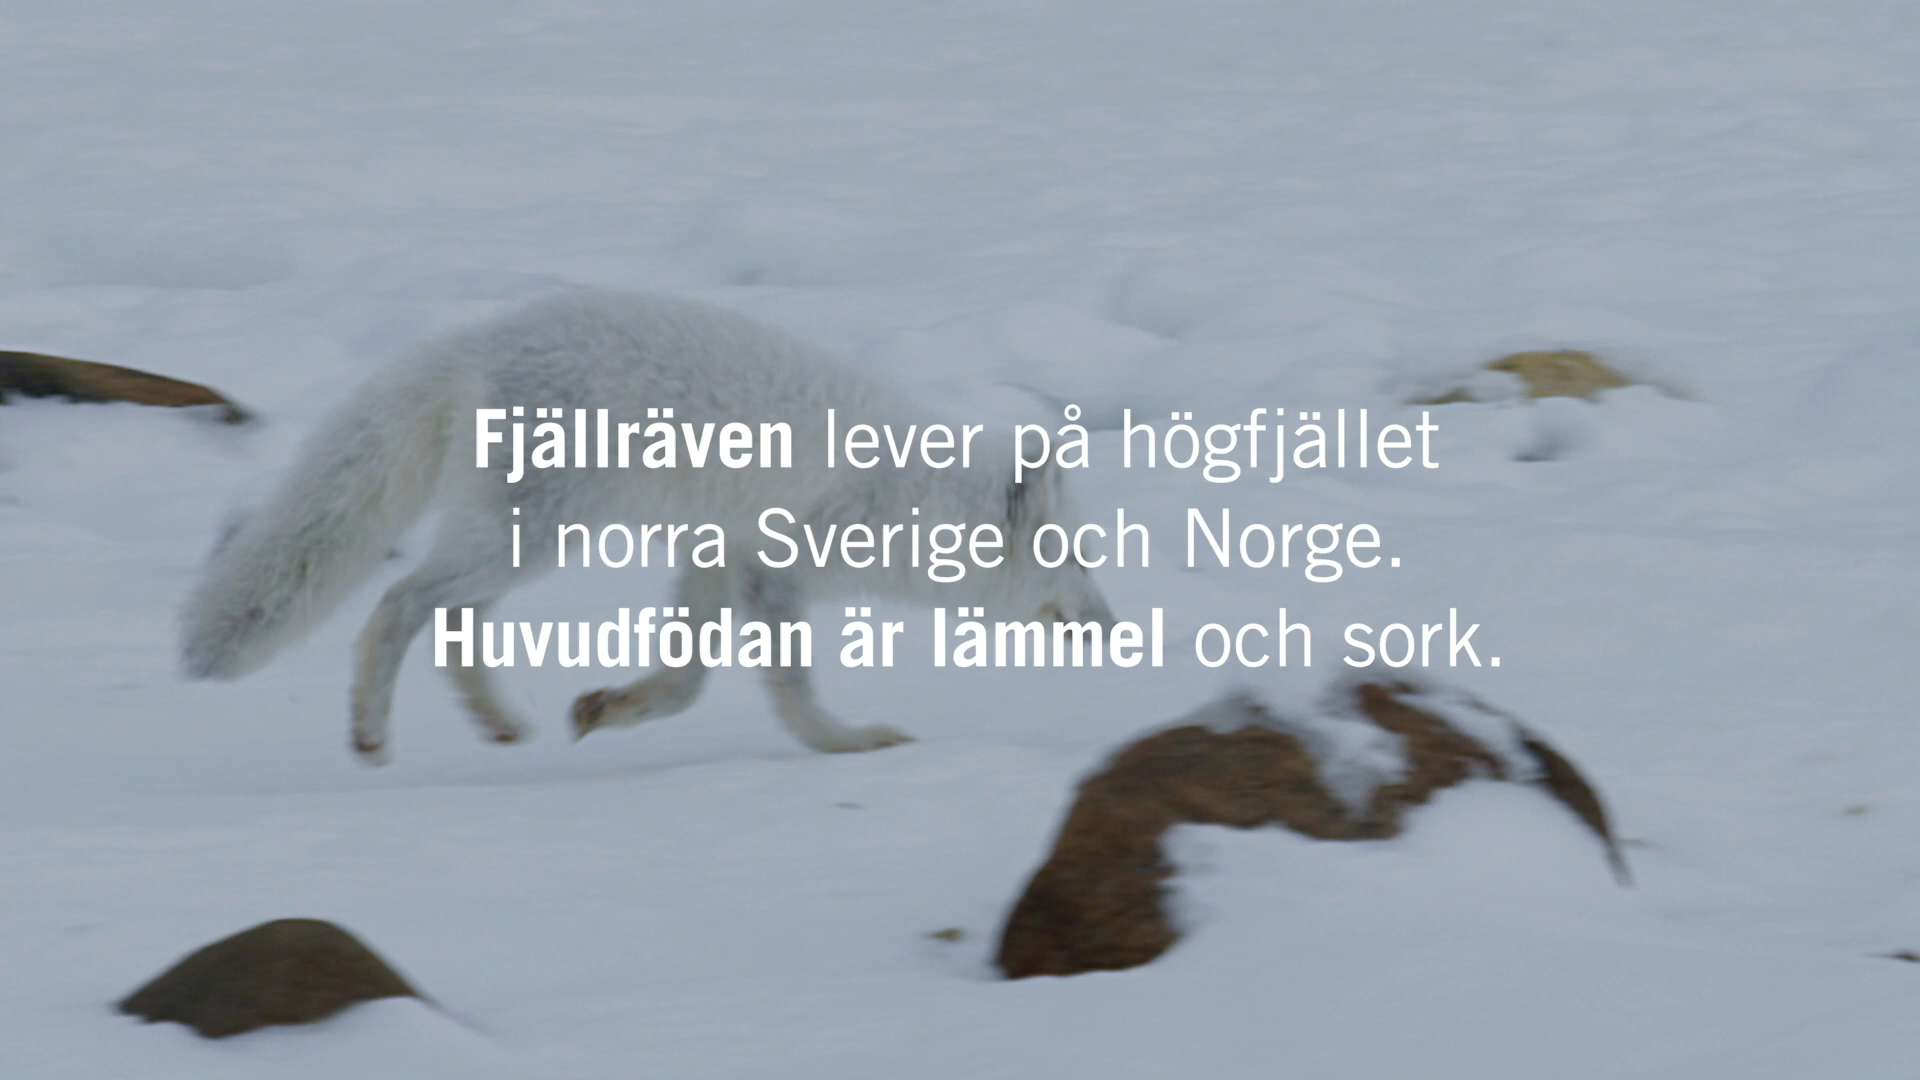 Fjällräven lever på högfjället
i norra Sverige och Norge.
Huvudfödan är lämmel och sork.